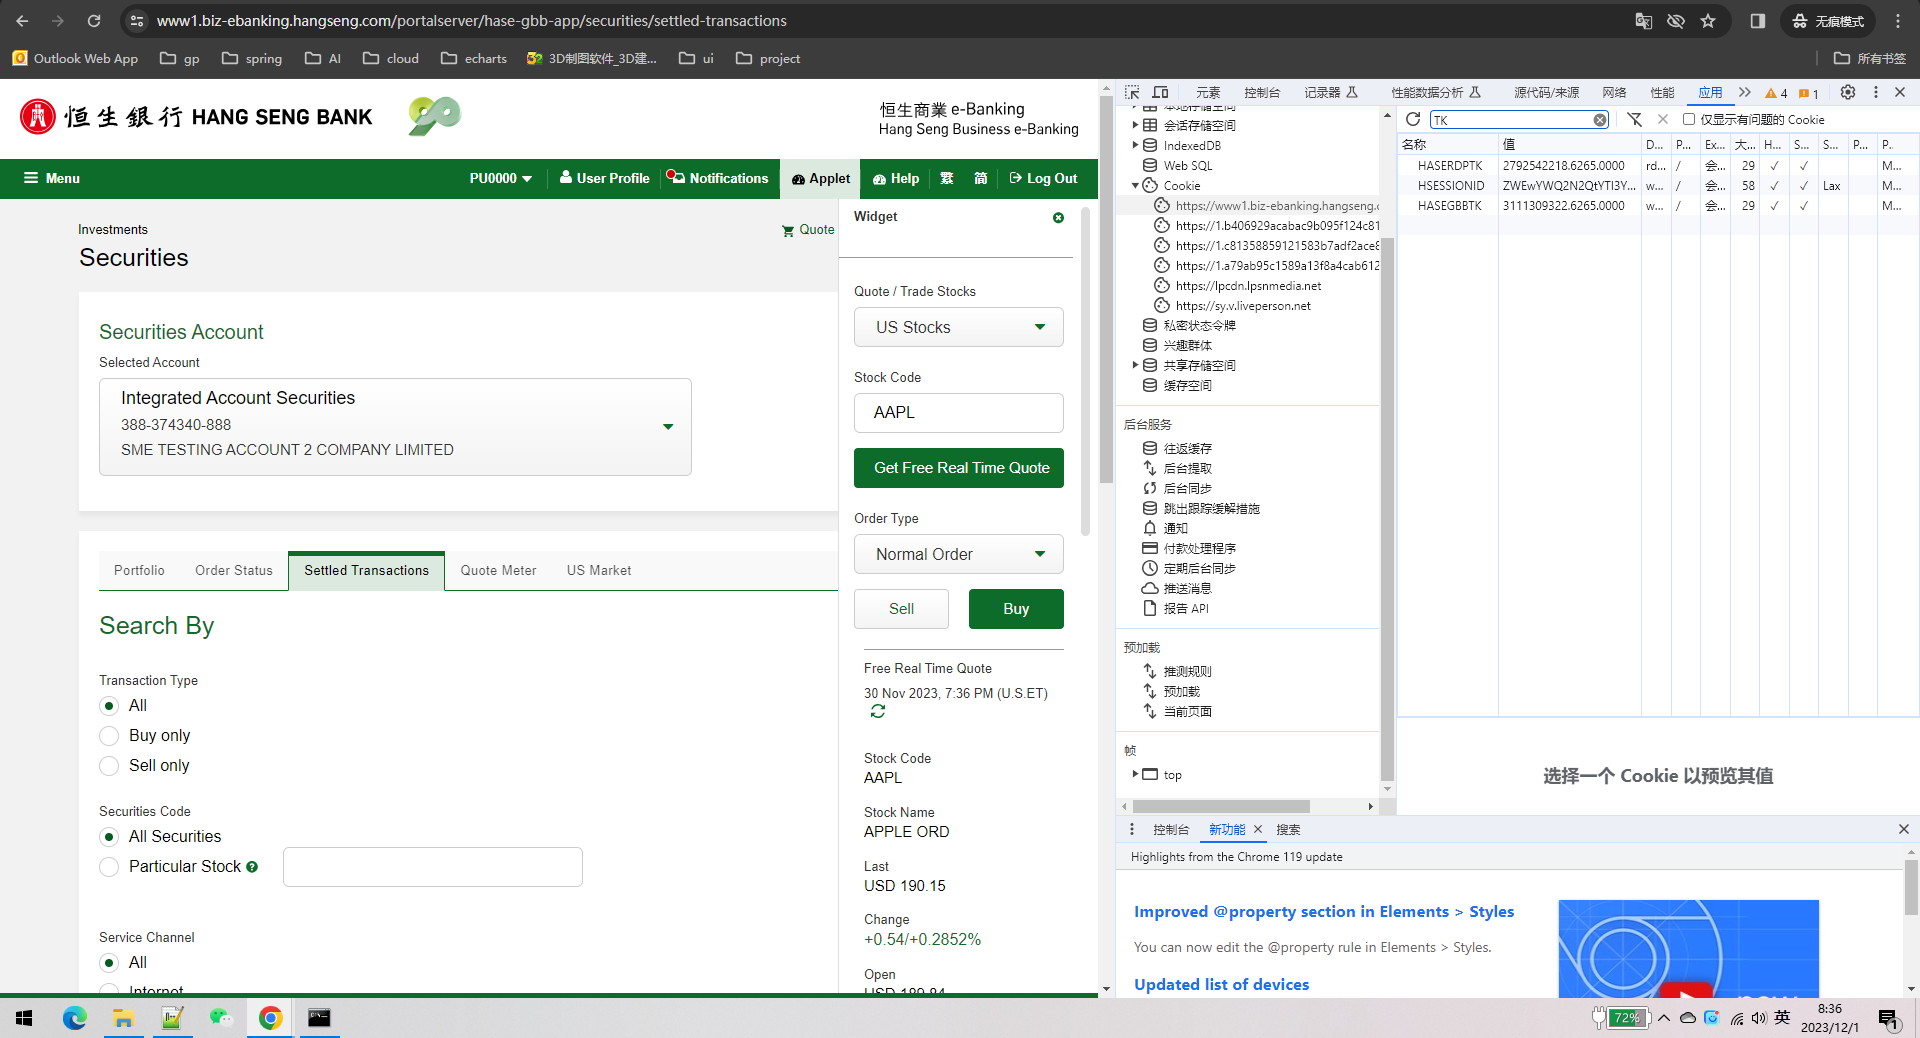 www1.biz-ebanking.hangseng.com/portalserver/hase-gbb-app/securities/settled-transactions
无痕模式
Outlook Web App
gp
spring
AI
cloud
echarts
3D制图软件_3D建...
ui
project
所有书签
恒生銀行 HANG SENG BANK
90
恒生商業 e-Banking
Hang Seng Business e-Banking
Menu
PU0000
User Profile
Notifications
Applet
Help
繁
简
Log Out
Investments
Securities
Quote
Securities Account
Selected Account
Integrated Account Securities
388-374340-888
SME TESTING ACCOUNT 2 COMPANY LIMITED
Portfolio
Order Status
Settled Transactions
Quote Meter
US Market
Search By
Transaction Type
All
Buy only
Sell only
Securities Code
All Securities
Particular Stock
Service Channel
All
Internet
Widget
Quote / Trade Stocks
US Stocks
Stock Code
AAPL
Get Free Real Time Quote
Order Type
Normal Order
Sell
Buy
Free Real Time Quote
30 Nov 2023, 7:36 PM (U.S.ET)
Stock Code
AAPL
Stock Name
APPLE ORD
Last
USD 190.15
Change
+0.54/+0.2852%
Open
USD 189.84
元素
控制台
记录器
性能数据分析
源代码/来源
网络
性能
应用
4
1
本地存储空间
会话存储空间
IndexedDB
Web SQL
Cookie
https://www1.biz-ebanking.hangseng.c
https://1.b406929acabac9b095f124c81
https://1.c81358859121583b7adf2ace8
https://1.a79ab95c1589a13f8a4cab612
https://lpcdn.lpsnmedia.net
https://sy.v.liveperson.net
私密状态令牌
兴趣群体
共享存储空间
缓存空间
后台服务
往返缓存
后台提取
后台同步
跳出跟踪缓解措施
通知
付款处理程序
定期后台同步
推送消息
报告 API
预加载
推测规则
预加载
当前页面
帧
top
TK
仅显示有问题的 Cookie
名称 值 D... P... Ex... 大... H... S... S... P... P.
HASERDPTK 2792542218.6265.0000 rd... / 会... 29 ✓ ✓ M...
HSESSIONID ZWEwYWQ2N2QtYTI3Y... w... / 会... 58 ✓ ✓ Lax M...
HASEGBBTK 3111309322.6265.0000 w... / 会... 29 ✓ ✓ M...
选择一个 Cookie 以预览其值
控制台
新功能
搜索
Highlights from the Chrome 119 update
Improved @property section in Elements > Styles
You can now edit the @property rule in Elements > Styles.
Updated list of devices
72%
英
8:36
2023/12/1
1